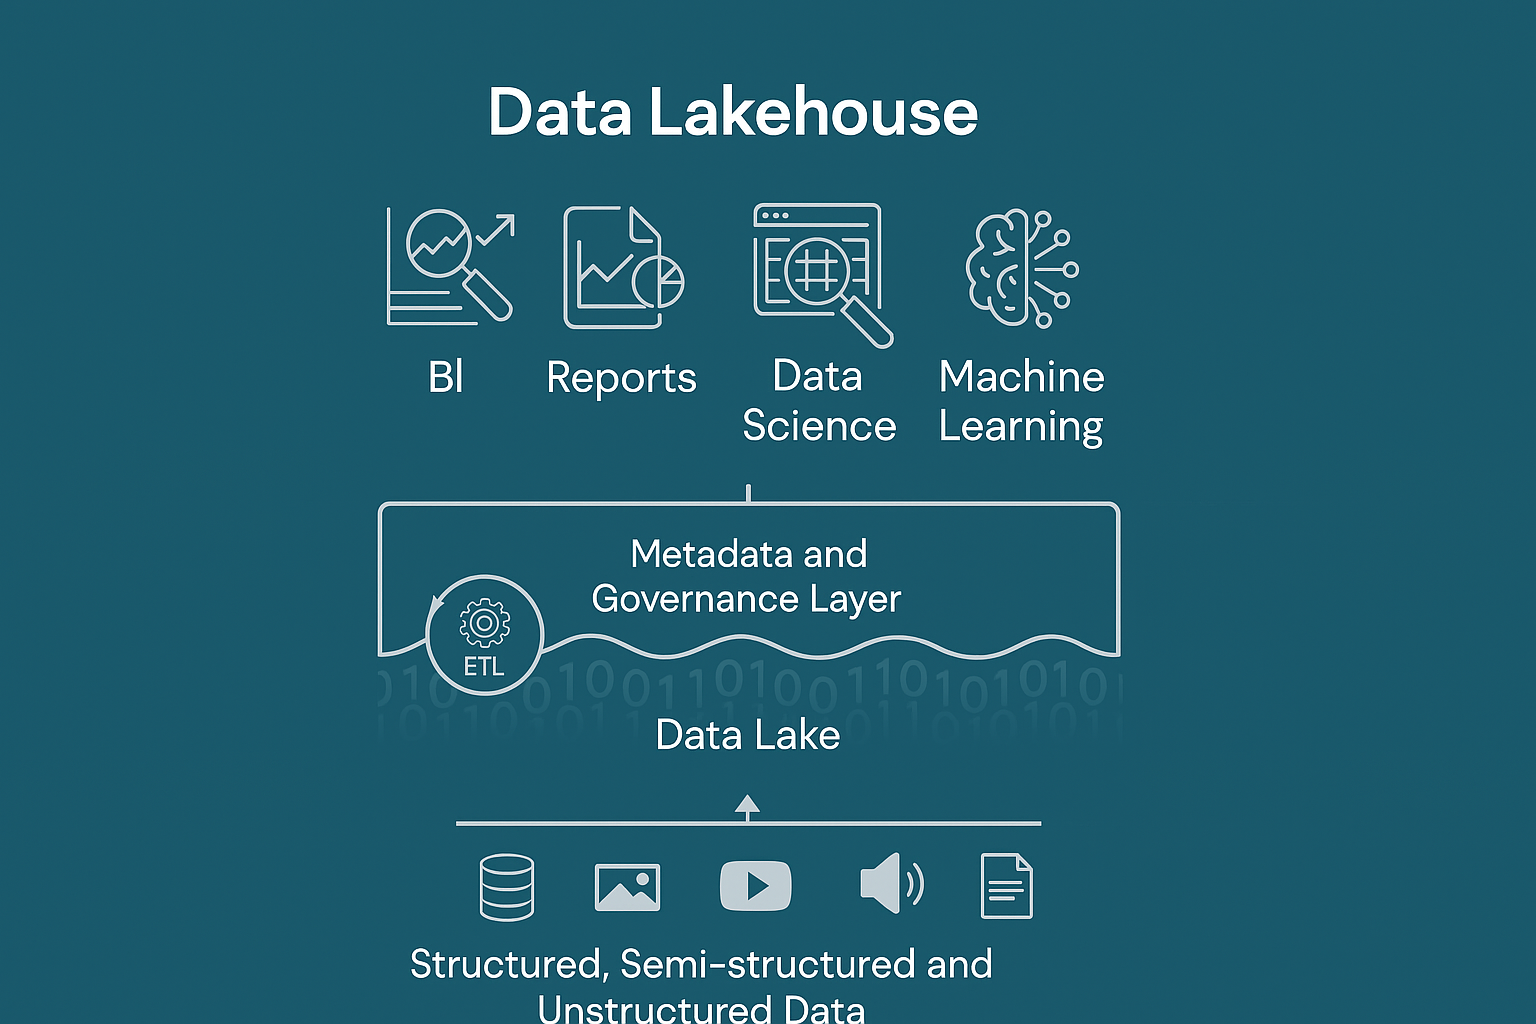 Data Lakehouse
BI
Reports
Data
Science
Machine
Learning
Metadata and
Governance Layer
ETL
Data Lake
Structured, Semi-structured and
Unstructured Data